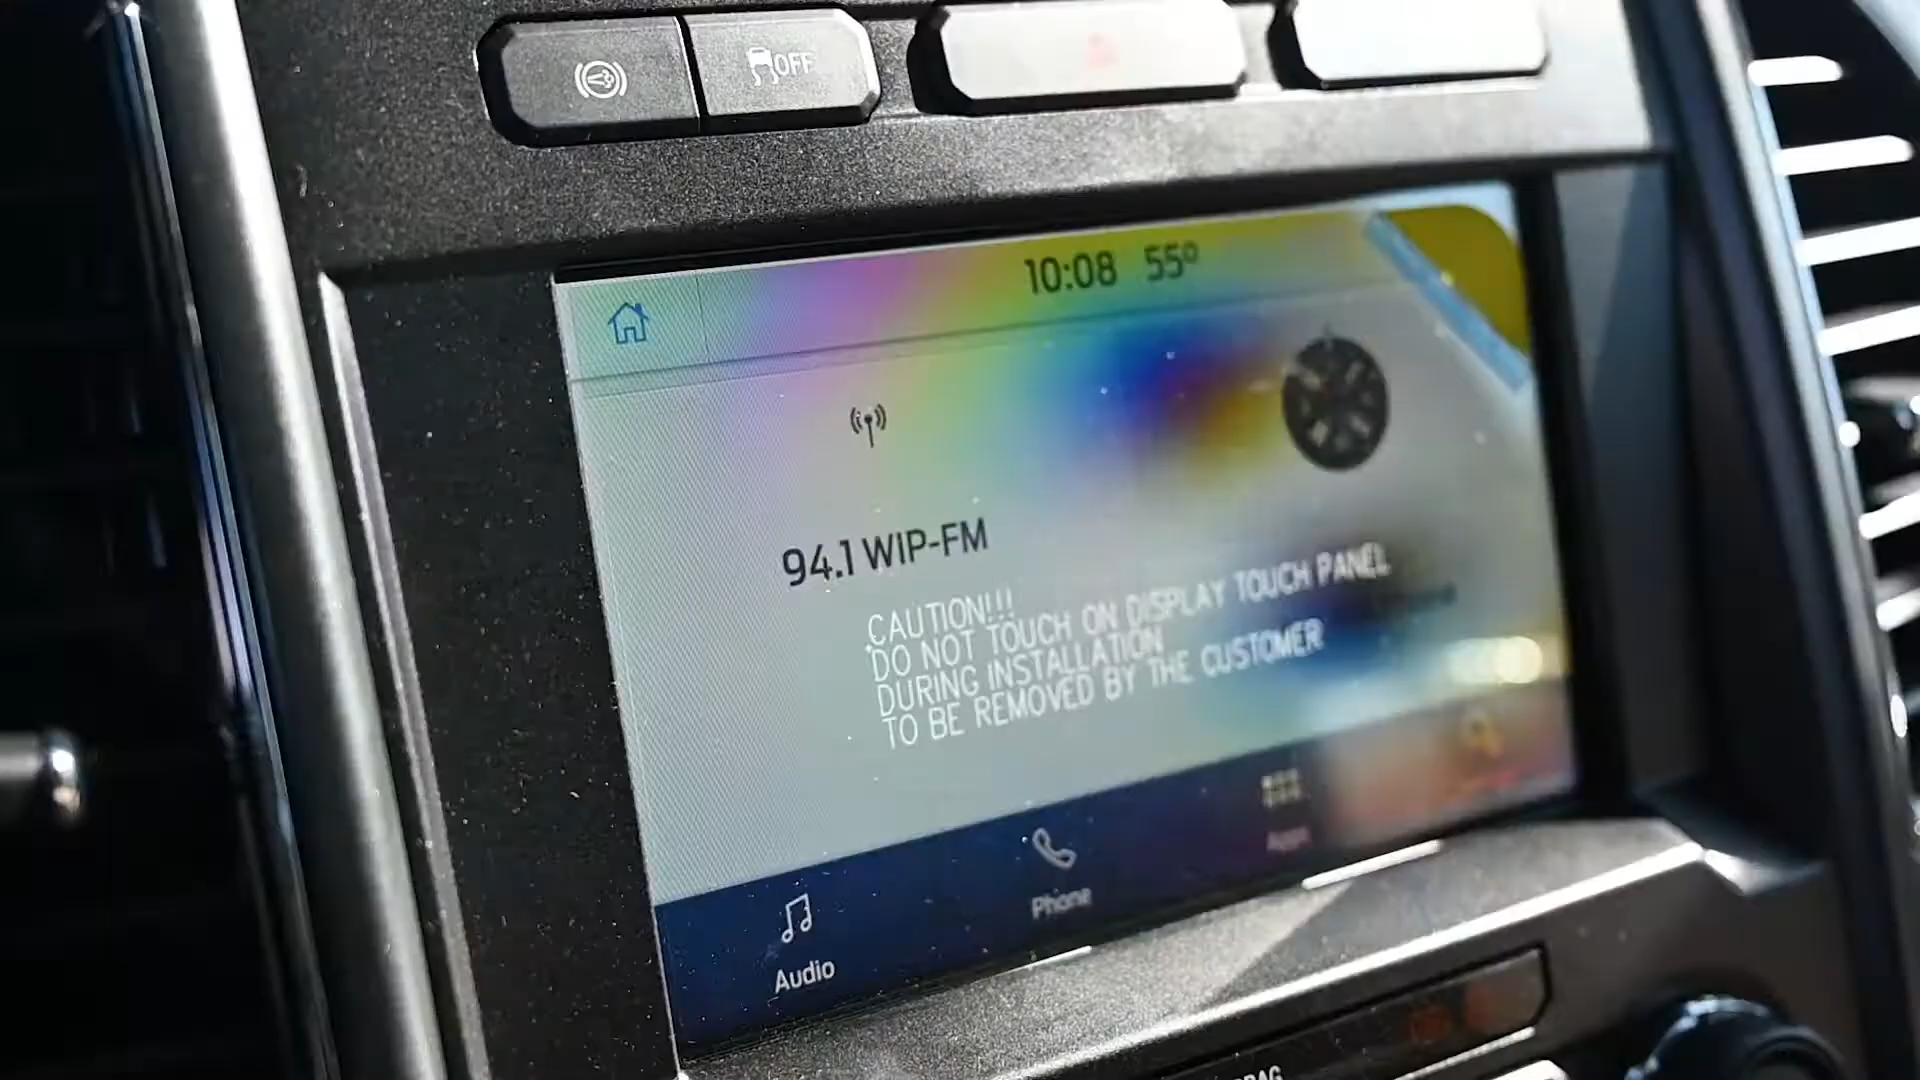 OFF
10:08 55°
94.1 WIP-FM
CAUTION!!!
DO NOT TOUCH ON DISPLAY TOUCH PANEL
DURING INSTALLATION
TO BE REMOVED BY THE CUSTOMER
Audio
Phone
Apps